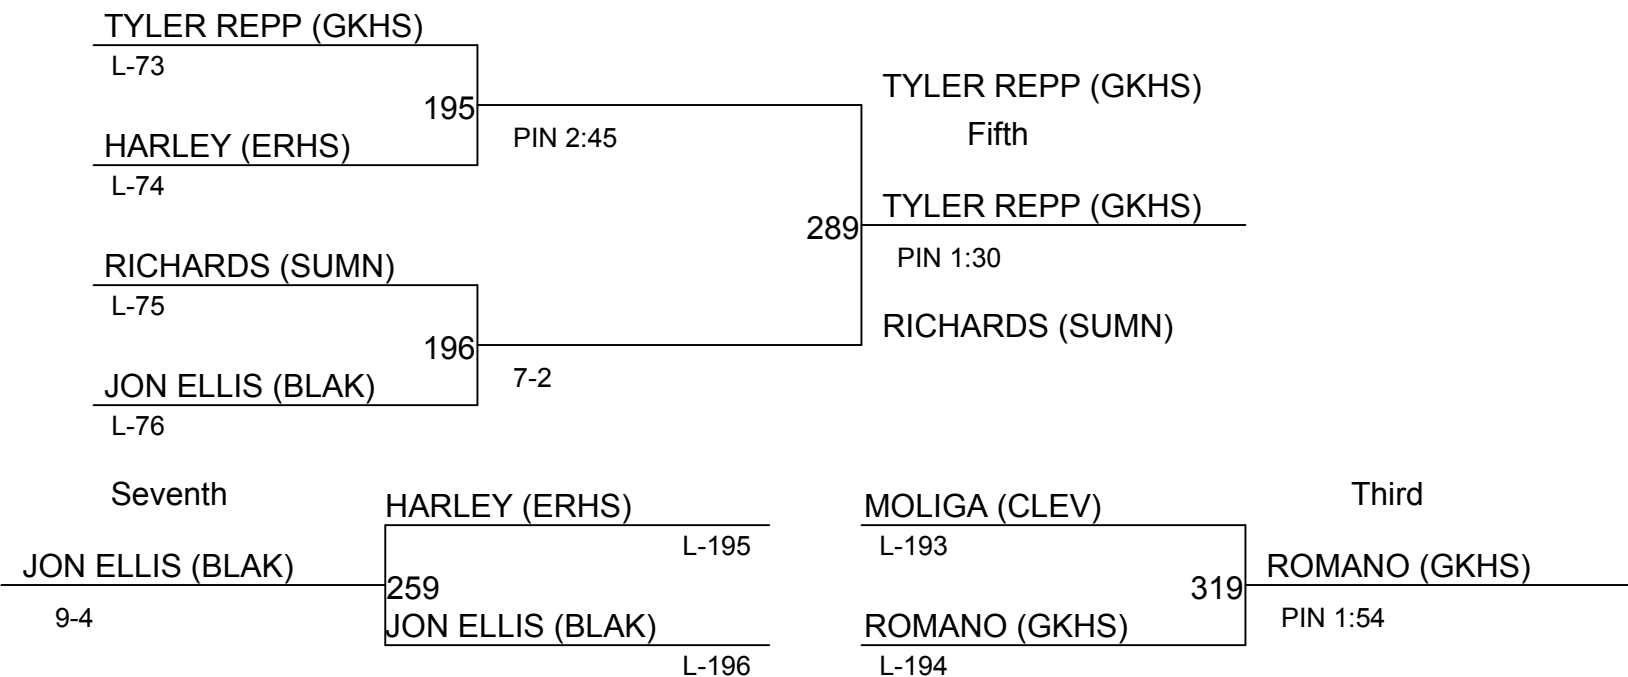 TYLER REPP (GKHS)
L-73
195
PIN 2:45
HARLEY (ERHS)
L-74
TYLER REPP (GKHS)
Fifth
TYLER REPP (GKHS)
289
PIN 1:30
RICHARDS (SUMN)
L-75
196
7-2
RICHARDS (SUMN)
JON ELLIS (BLAK)
L-76
Seventh
HARLEY (ERHS)
L-195
JON ELLIS (BLAK)
259
9-4
JON ELLIS (BLAK)
L-196
MOLIGA (CLEV)
L-193
Third
319
ROMANO (GKHS)
PIN 1:54
ROMANO (GKHS)
L-194